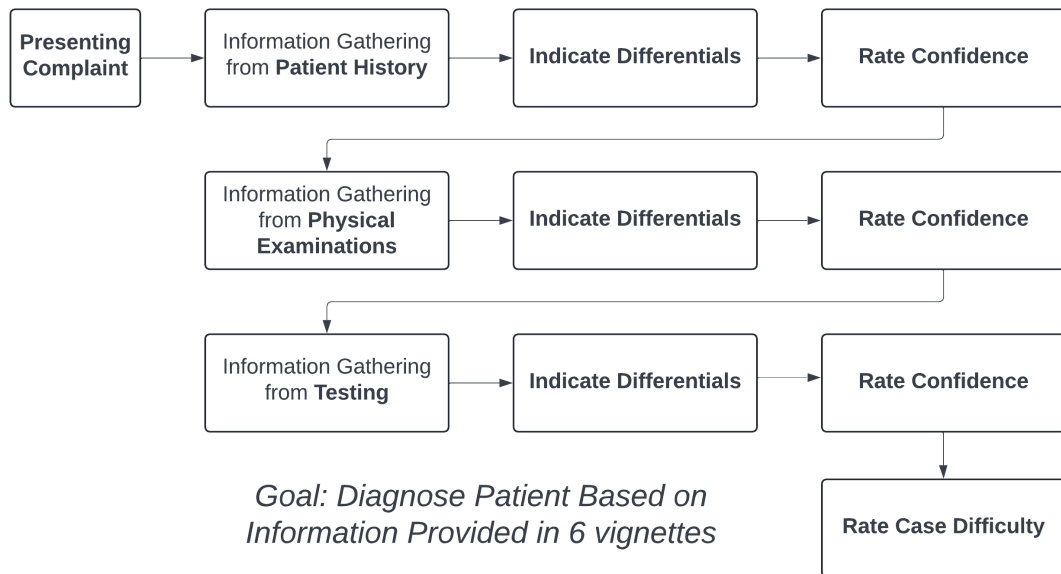 Presenting
Complaint
Information Gathering
from Patient History
Indicate Differentials
Rate Confidence
Information Gathering
from Physical
Examinations
Indicate Differentials
Rate Confidence
Information Gathering
from Testing
Indicate Differentials
Rate Confidence
Goal: Diagnose Patient Based on
Information Provided in 6 vignettes
Rate Case Difficulty